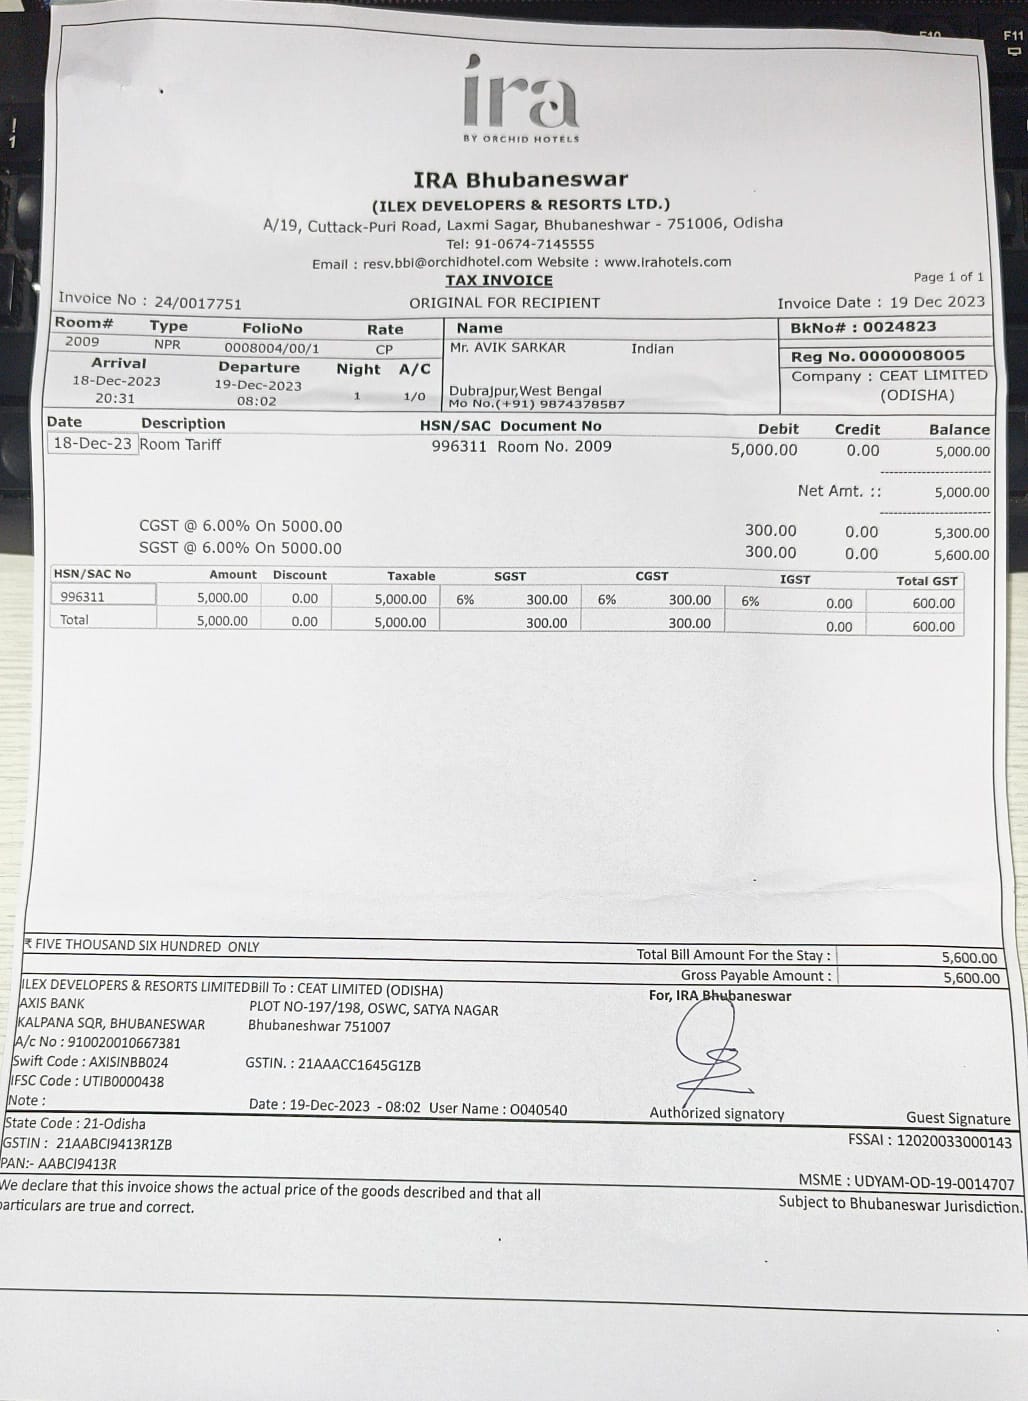 F10
F11
!
1
ira
BY ORCHID HOTELS
IRA Bhubaneswar
(ILEX DEVELOPERS & RESORTS LTD.)
A/19, Cuttack-Puri Road, Laxmi Sagar, Bhubaneshwar - 751006, Odisha
Tel: 91-0674-7145555
Email : resv.bbi@orchidhotel.com Website : www.irahotels.com
TAX INVOICE
Page 1 of 1
Invoice No : 24/0017751 ORIGINAL FOR RECIPIENT Invoice Date : 19 Dec 2023
Room# Type FolioNo Rate
2009 NPR 0008004/00/1 CP
Arrival Departure Night A/C
18-Dec-2023 19-Dec-2023
20:31 08:02 1 1/0
Name
Mr. AVIK SARKAR Indian
Dubrajpur,West Bengal
Mo No.(+91) 9874378587
BkNo# : 0024823
Reg No. 0000008005
Company : CEAT LIMITED
(ODISHA)
Date Description HSN/SAC Document No Debit Credit Balance
18-Dec-23 Room Tariff 996311 Room No. 2009 5,000.00 0.00 5,000.00
Net Amt. :: 5,000.00
CGST @ 6.00% On 5000.00 300.00 0.00 5,300.00
SGST @ 6.00% On 5000.00 300.00 0.00 5,600.00
HSN/SAC No Amount Discount Taxable SGST CGST IGST Total GST
996311 5,000.00 0.00 5,000.00 6% 300.00 6% 300.00 6% 0.00 600.00
Total 5,000.00 0.00 5,000.00 300.00 300.00 0.00 600.00
₹ FIVE THOUSAND SIX HUNDRED ONLY
Total Bill Amount For the Stay : 5,600.00
Gross Payable Amount : 5,600.00
ILEX DEVELOPERS & RESORTS LIMITED
AXIS BANK
KALPANA SQR, BHUBANESWAR
A/c No : 910020010667381
Swift Code : AXISINBB024
IFSC Code : UTIB0000438
Note :
Bill To : CEAT LIMITED (ODISHA)
PLOT NO-197/198, OSWC, SATYA NAGAR
Bhubaneshwar 751007
GSTIN. : 21AAACC1645G1ZB
Date : 19-Dec-2023 - 08:02 User Name : O040540
For, IRA Bhubaneswar
Authorized signatory
Guest Signature
State Code : 21-Odisha
GSTIN : 21AABCI9413R1ZB
PAN:- AABCI9413R
FSSAI : 12020033000143
MSME : UDYAM-OD-19-0014707
We declare that this invoice shows the actual price of the goods described and that all
particulars are true and correct.
Subject to Bhubaneswar Jurisdiction.